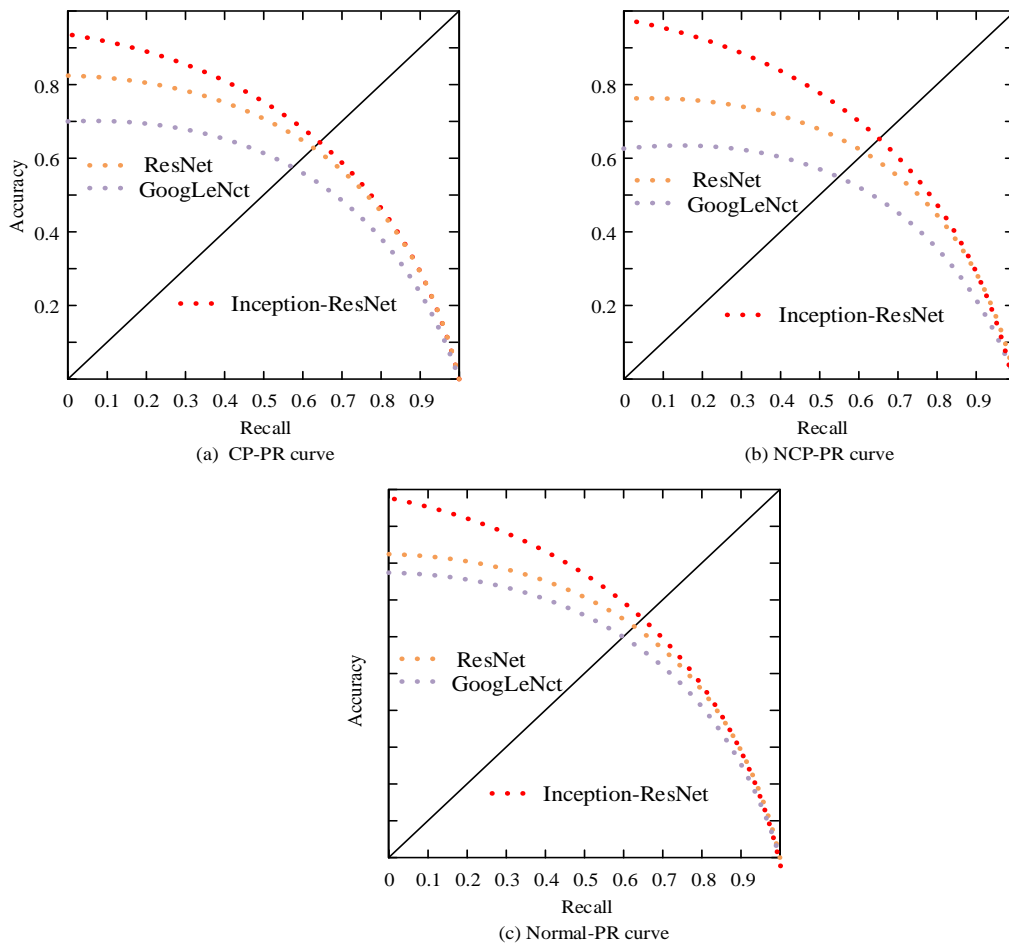 0.8
0.6
0.4
0.2
Accuracy
ResNet
GoogLeNct
Inception-ResNet
0 0.1 0.2 0.3 0.4 0.5 0.6 0.7 0.8 0.9
Recall
(a) CP-PR curve
0.8
0.6
0.4
0.2
Accuracy
ResNet
GoogLeNct
Inception-ResNet
0 0.1 0.2 0.3 0.4 0.5 0.6 0.7 0.8 0.9
Recall
(b) NCP-PR curve
Accuracy
ResNet
GoogLeNct
Inception-ResNet
0 0.1 0.2 0.3 0.4 0.5 0.6 0.7 0.8 0.9
Recall
(c) Normal-PR curve